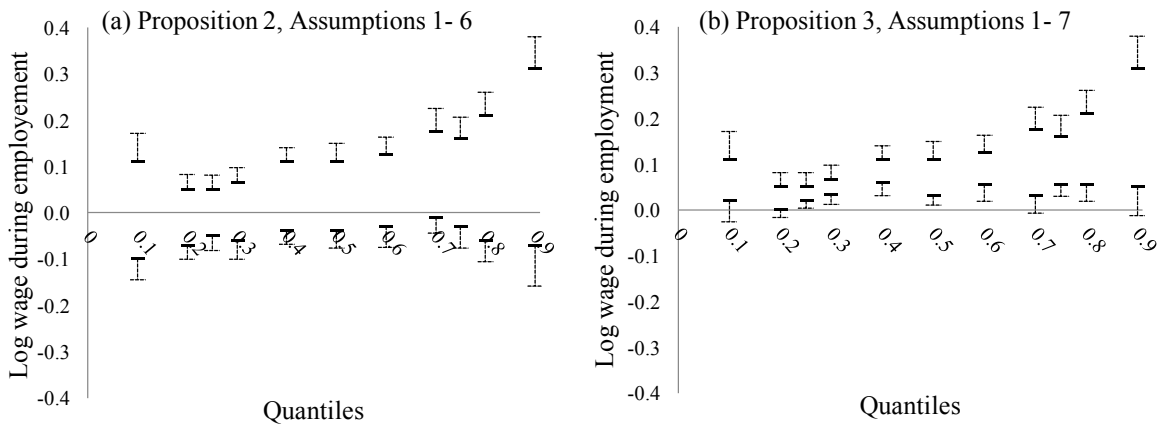 (a) Proposition 2, Assumptions 1- 6
Log wage during employement
0.4
0.3
0.2
0.1
0.0
-0.1
-0.2
-0.3
-0.4
0 0.1 0.2 0.3 0.4 0.5 0.6 0.7 0.8 0.9
Quantiles
(b) Proposition 3, Assumptions 1- 7
Log wage during employment
0.4
0.3
0.2
0.1
0.0
-0.1
-0.2
-0.3
-0.4
0 0.1 0.2 0.3 0.4 0.5 0.6 0.7 0.8 0.9
Quantiles